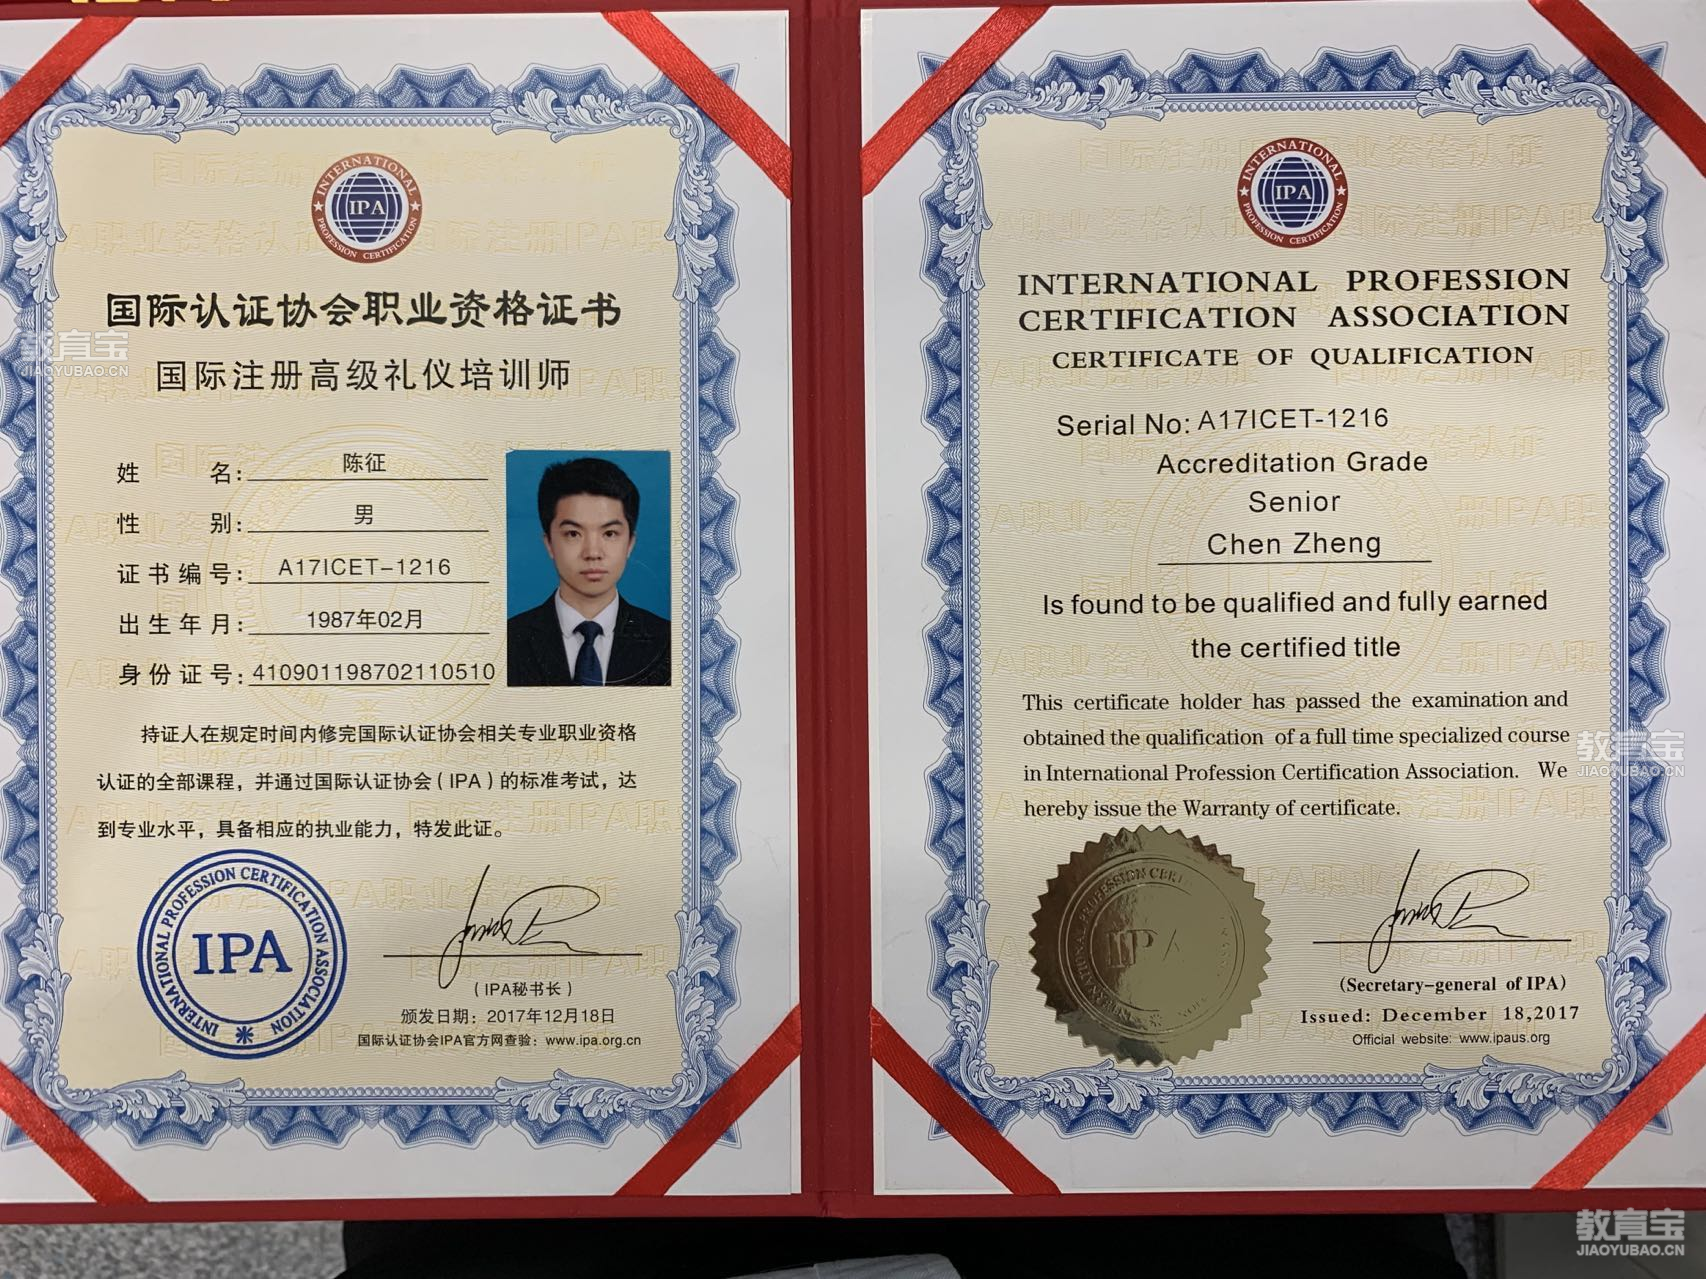 INTERNATIONAL PROFESSION CERTIFICATION
IPA
国际认证协会职业资格证书
国际注册高级礼仪培训师
姓名: 陈征
性别: 男
证书编号: A17ICET-1216
出生年月: 1987年02月
身份证号: 410901198702110510
持证人在规定时间内修完国际认证协会相关专业职业资格
认证的全部课程，并通过国际认证协会（IPA）的标准考试，达
到专业水平，具备相应的执业能力，特发此证。
INTERNATIONAL PROFESSION CERTIFICATION ASSOCIATION
IPA
（IPA秘书长）
颁发日期：2017年12月18日
国际认证协会IPA官方网查验：www.ipa.org.cn
INTERNATIONAL PROFESSION CERTIFICATION
IPA
INTERNATIONAL PROFESSION
CERTIFICATION ASSOCIATION
CERTIFICATE OF QUALIFICATION
Serial No: A17ICET-1216
Accreditation Grade
Senior
Chen Zheng
Is found to be qualified and fully earned
the certified title
This certificate holder has passed the examination and
obtained the qualification of a full time specialized course
in International Profession Certification Association. We
hereby issue the Warranty of certificate.
IPA
(Secretary-general of IPA)
Issued: December 18,2017
Official website: www.ipaus.org
教育宝
JIAOYUBAO.CN
教育宝
JIAOYUBAO.CN
教育宝
JIAOYUBAO.CN